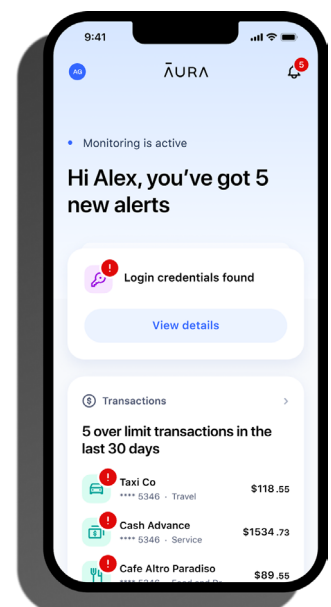 9:41
AG
ĀURA
5
Monitoring is active
Hi Alex, you’ve got 5
new alerts
Login credentials found
View details
Transactions
5 over limit transactions in the
last 30 days
Taxi Co
**** 5346 - Travel
$118.55
Cash Advance
**** 5346 - Service
$1534.73
Cafe Altro Paradiso
$89.55